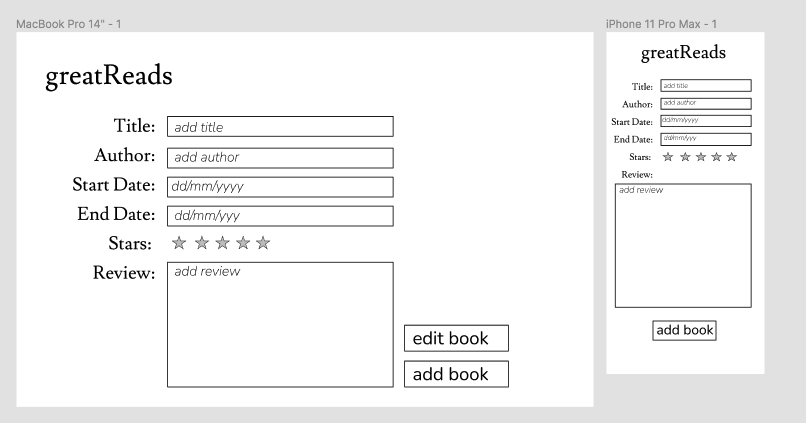 MacBook Pro 14" - 1
greatReads
Title: add title
Author: add author
Start Date: dd/mm/yyyy
End Date: dd/mm/yyy
Stars:
Review: add review
edit book
add book
iPhone 11 Pro Max - 1
greatReads
Title: add title
Author: add author
Start Date: dd/mm/yyyy
End Date: dd/mm/yyy
Stars:
Review:
add review
add book